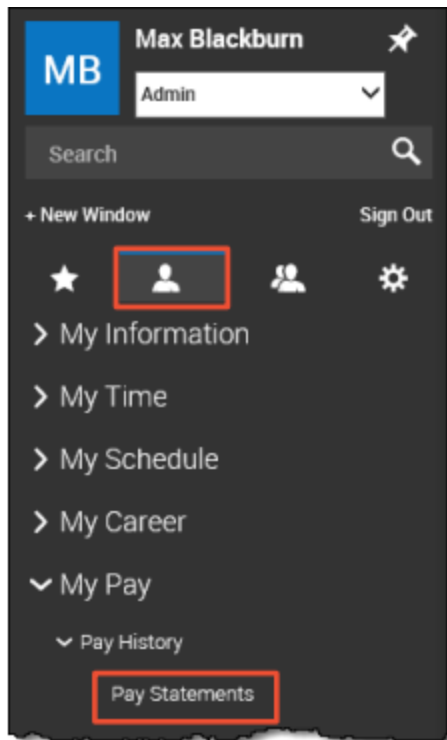 MB
Max Blackburn
Admin
Search
+ New Window
Sign Out
My Information
My Time
My Schedule
My Career
My Pay
Pay History
Pay Statements